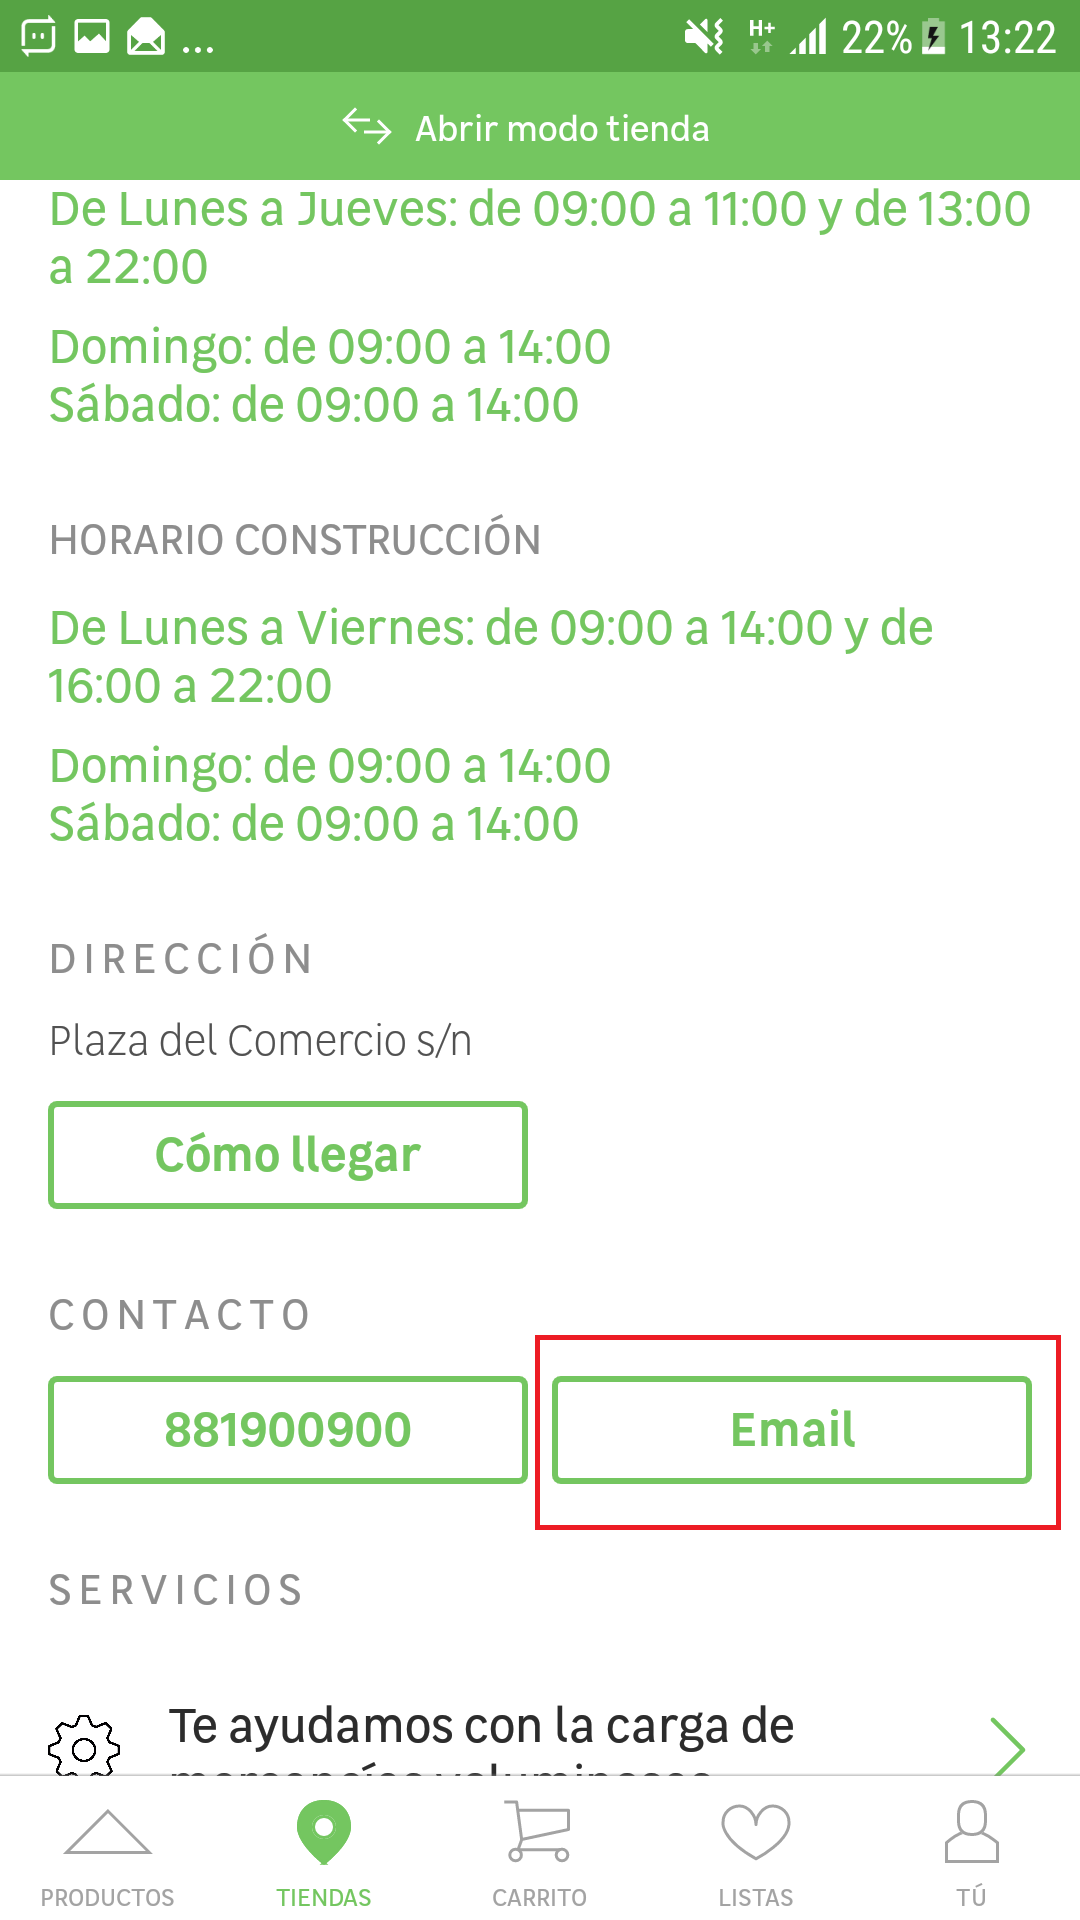 ... H+ 22% 13:22
Abrir modo tienda
De Lunes a Jueves: de 09:00 a 11:00 y de 13:00
a 22:00
Domingo: de 09:00 a 14:00
Sábado: de 09:00 a 14:00
HORARIO CONSTRUCCIÓN
De Lunes a Viernes: de 09:00 a 14:00 y de
16:00 a 22:00
Domingo: de 09:00 a 14:00
Sábado: de 09:00 a 14:00
DIRECCIÓN
Plaza del Comercio s/n
Cómo llegar
CONTACTO
881900900 Email
SERVICIOS
Te ayudamos con la carga de
PRODUCTOS TIENDAS CARRITO LISTAS TÚ